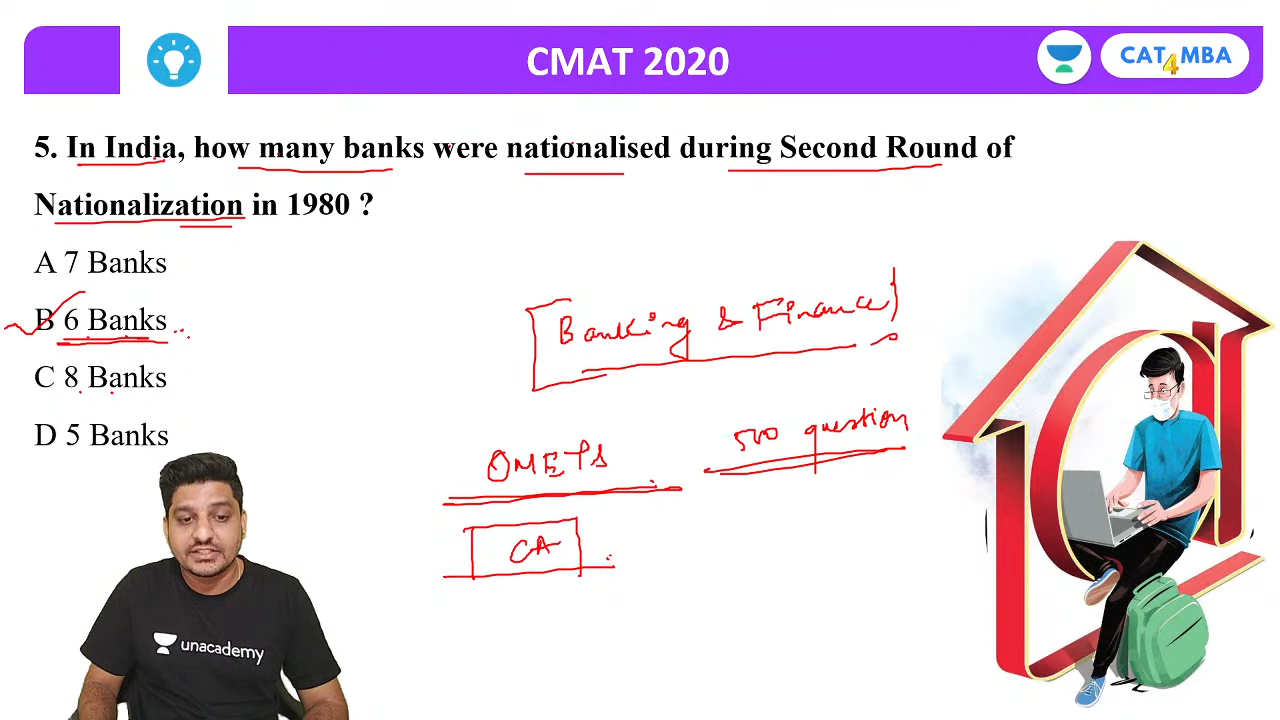 CMAT 2020
CAT4MBA
5. In India, how many banks were nationalised during Second Round of
Nationalization in 1980 ?
A 7 Banks
B 6 Banks
C 8 Banks
D 5 Banks
Banking & Finance
OMETs
500 question
GA
unacademy